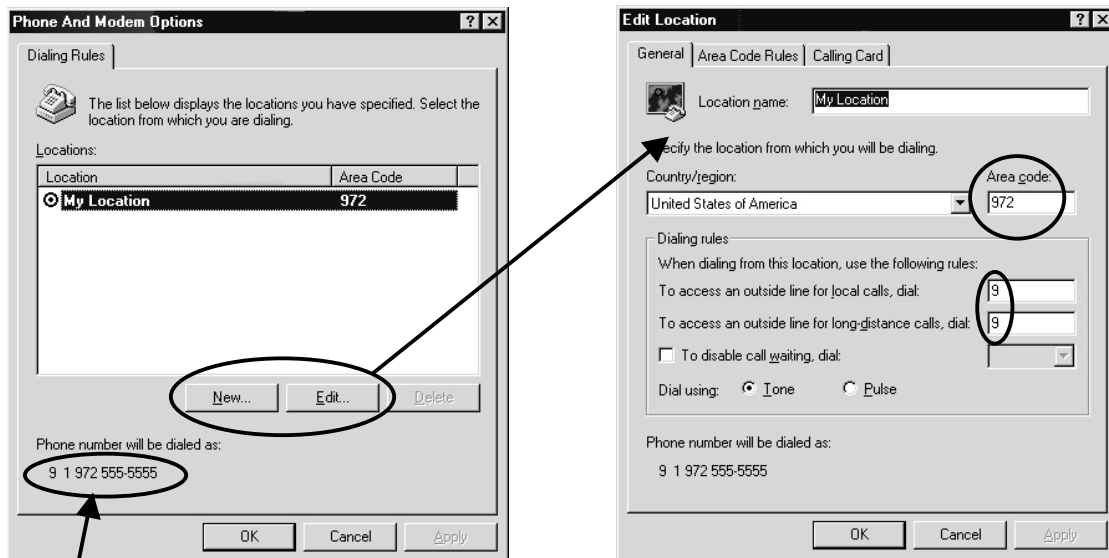 Phone And Modem Options
Dialing Rules
The list below displays the locations you have specified. Select the
location from which you are dialing.
Locations:
Location Area Code
My Location 972
New... Edit... Delete
Phone number will be dialed as:
9 1 972 555-5555
OK Cancel Apply
Edit Location
General Area Code Rules Calling Card
Location name: My Location
the location from which you will be dialing.
Country/region: Area code:
United States of America 972
Dialing rules
When dialing from this location, use the following rules:
To access an outside line for local calls, dial: 9
To access an outside line for long-distance calls, dial: 9
To disable call waiting, dial:
Dial using: Tone Pulse
Phone number will be dialed as:
9 1 972 555-5555
OK Cancel Apply